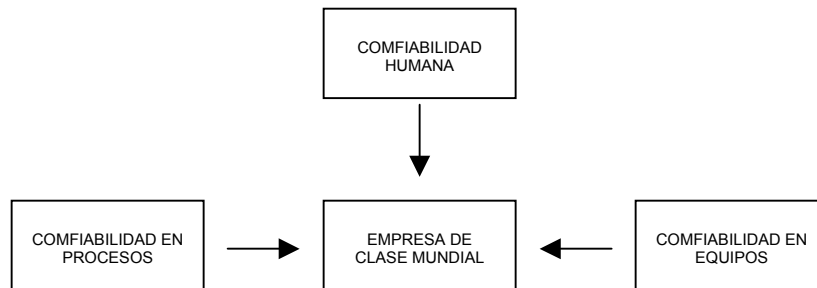 COMFIABILIDAD
HUMANA
COMFIABILIDAD EN
PROCESOS
EMPRESA DE
CLASE MUNDIAL
COMFIABILIDAD EN
EQUIPOS